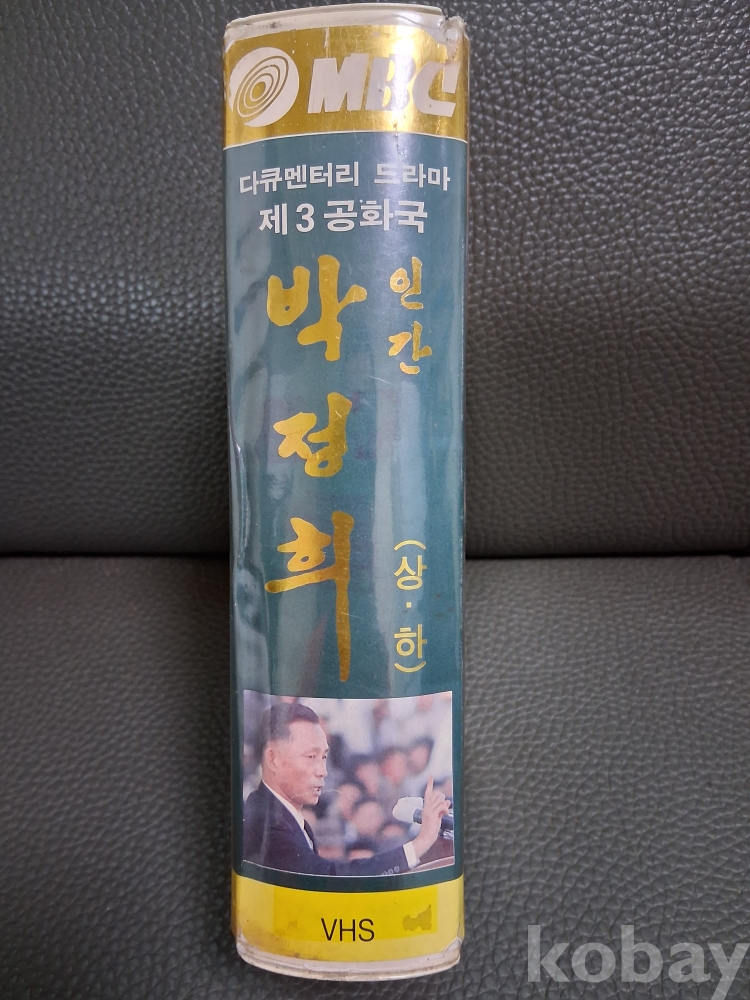 MBC
다큐멘터리 드라마
제3공화국
인간
박정희
(상·하)
VHS
kobay